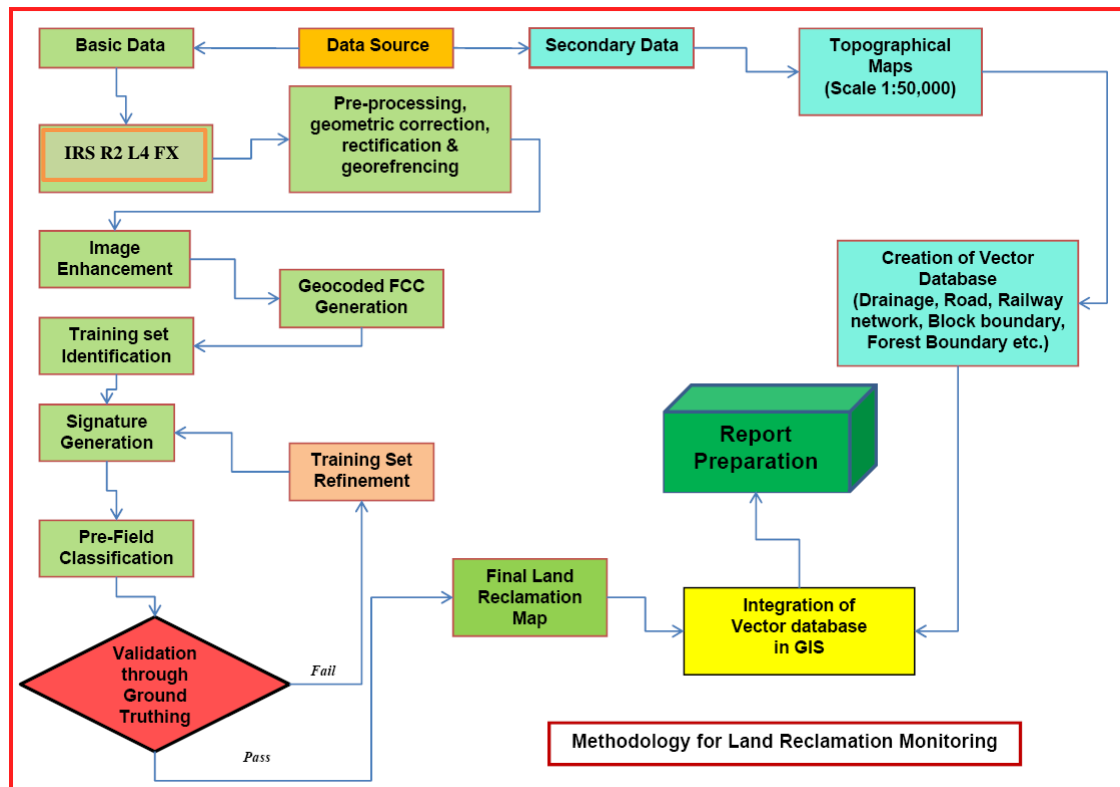 Basic Data
Data Source
Secondary Data
Topographical
Maps
(Scale 1:50,000)
IRS R2 L4 FX
Pre-processing,
geometric correction,
rectification &
georefrencing
Image
Enhancement
Geocoded FCC
Generation
Creation of Vector
Database
(Drainage, Road, Railway
network, Block boundary,
Forest Boundary etc.)
Training set
Identification
Signature
Generation
Training Set
Refinement
Report
Preparation
Pre-Field
Classification
Final Land
Reclamation
Map
Integration of
Vector database
in GIS
Validation
through
Ground
Truthing
Fail
Pass
Methodology for Land Reclamation Monitoring